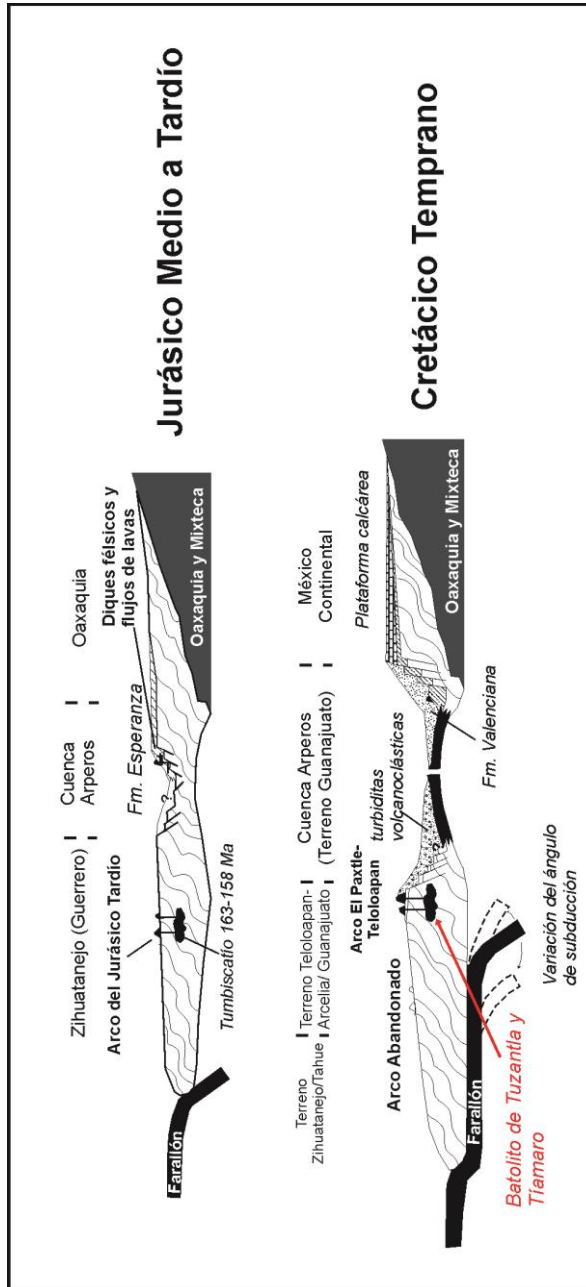 Jurásico Medio a Tardío
Zihuatanejo (Guerrero)
Cuenca
Arperos
Oaxaquia
Arco del Jurásico Tardío
Fm. Esperanza
Diques félsicos y
flujos de lavas
Farallón
?
Tumbiscatío 163-158 Ma
Oaxaquia y Mixteca
Cretácico Temprano
Terreno
Zihuatanejo/Tahue
Terreno Teloloapan-
Arcelia/ Guanajuato
Cuenca Arperos
(Terreno Guanajuato)
México
Continental
Arco Abandonado
Arco El Paxtle-
Teloloapan
turbiditas
volcanoclásticas
Plataforma calcárea
?
Farallón
Oaxaquia y Mixteca
Fm. Valenciana
Batolito de Tuzantla y
Tíamaro
Variación del ángulo
de subducción